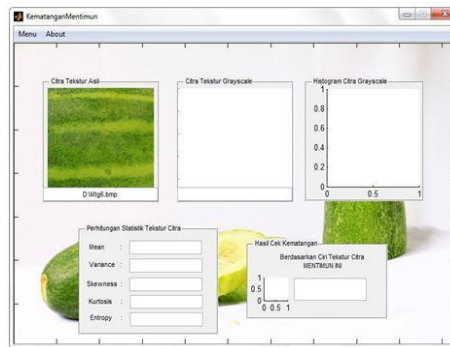 KematanganMentimun
Menu About
Citra Tekstur Asli
Citra Tekstur Grayscale
Histogram Citra Grayscale
1
0.8
0.6
0.4
0.2
0
0 0.5 1
Perhitungan Statistik Tekstur Citra
Mean :
Variance :
Skewness :
Kurtosis :
Entropy :
Hasil Cek Kematangan
Berdasarkan Ciri Tekstur Citra
MENTIMUN INI
1
0.5
0
0 0.5 1